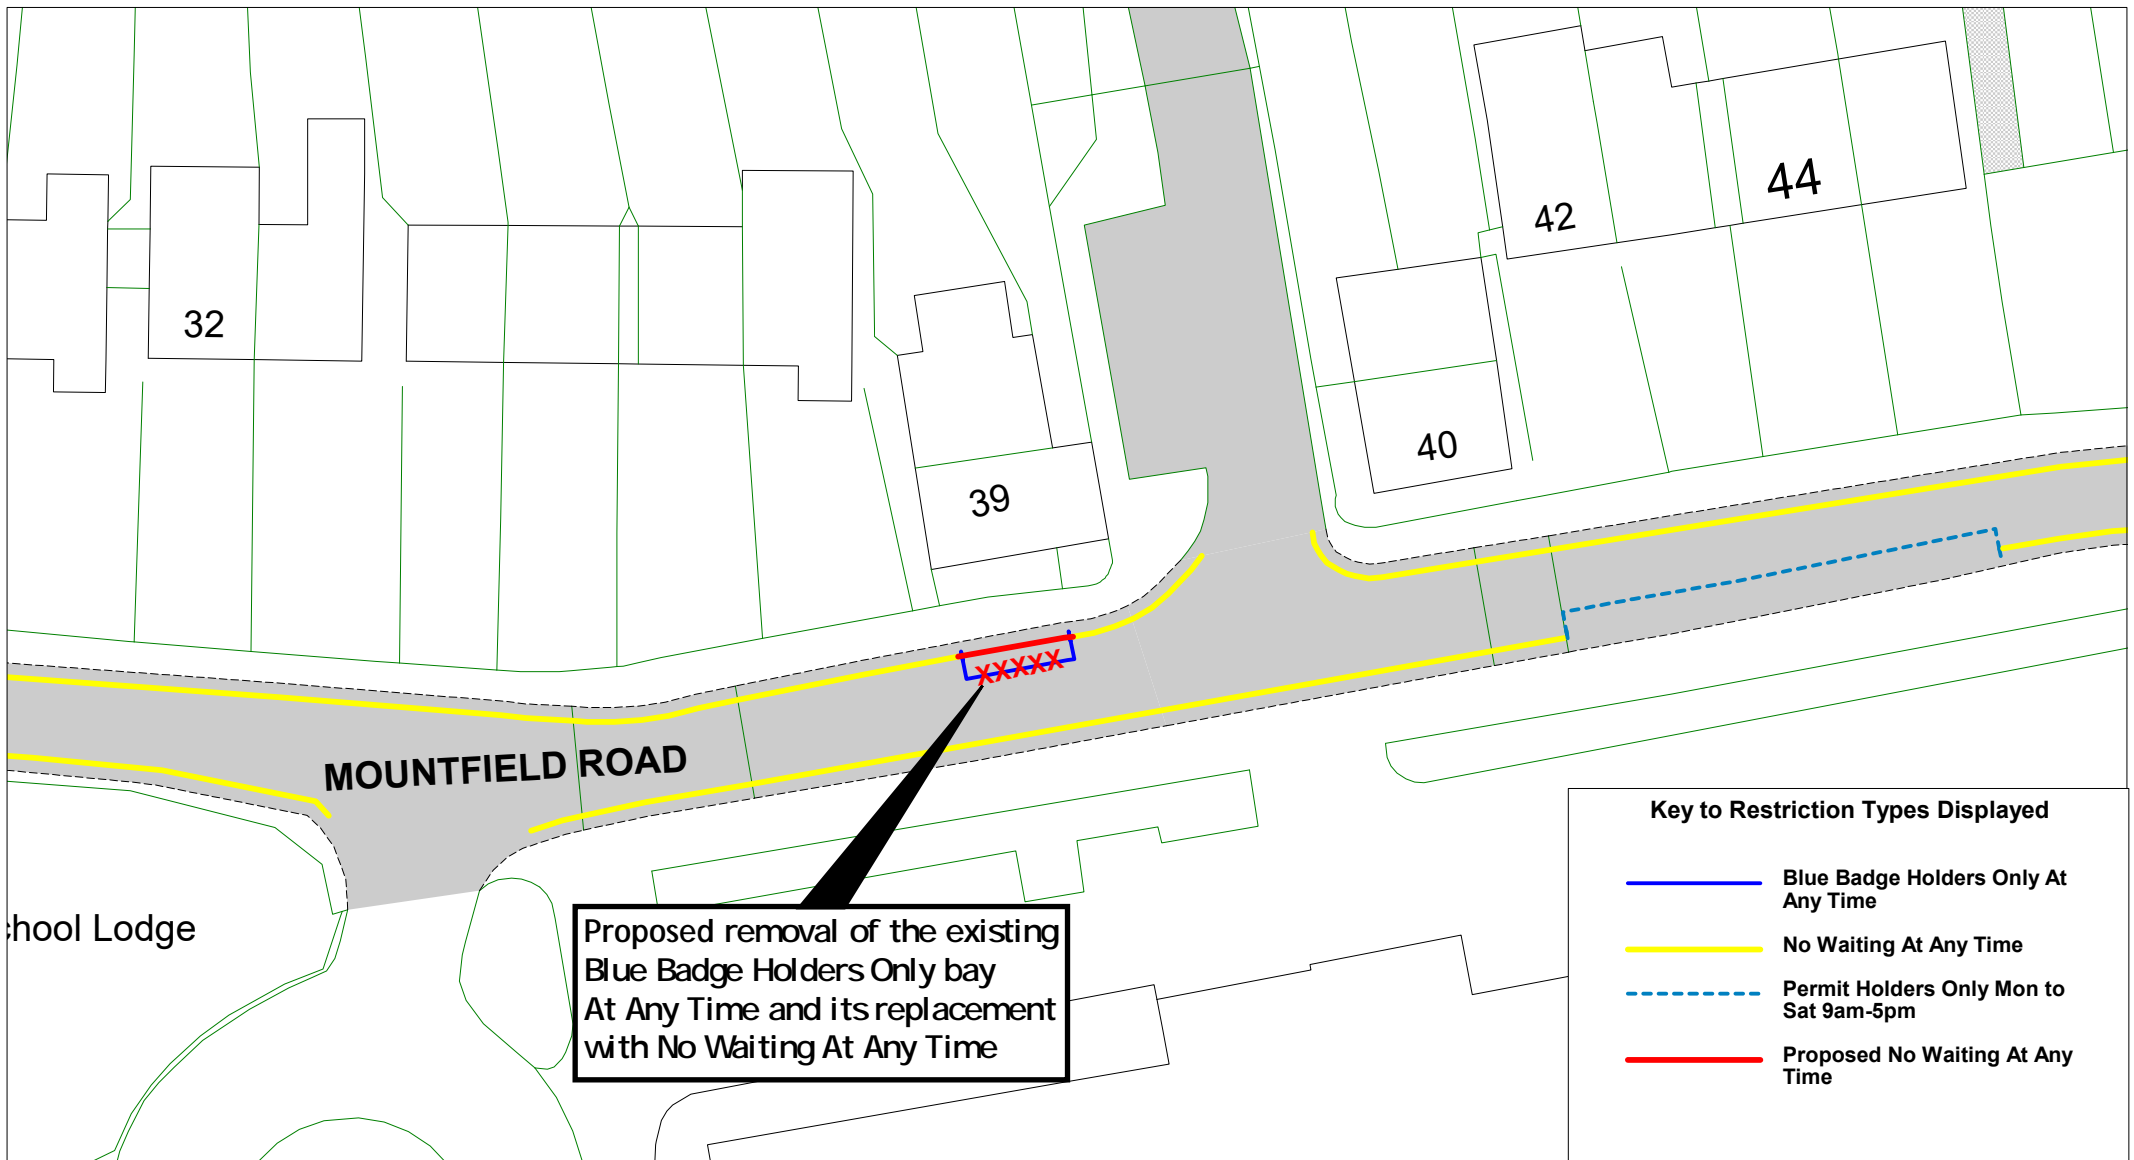 44
42
32
40
39
XXXXX
MOUNTFIELD ROAD
Key to Restriction Types Displayed
Blue Badge Holders Only At
Any Time
No Waiting At Any Time
Permit Holders Only Mon to
Sat 9am-5pm
Proposed No Waiting At Any
Time
chool Lodge
Proposed removal of the existing
Blue Badge Holders Only bay
At Any Time and its replacement
with No Waiting At Any Time